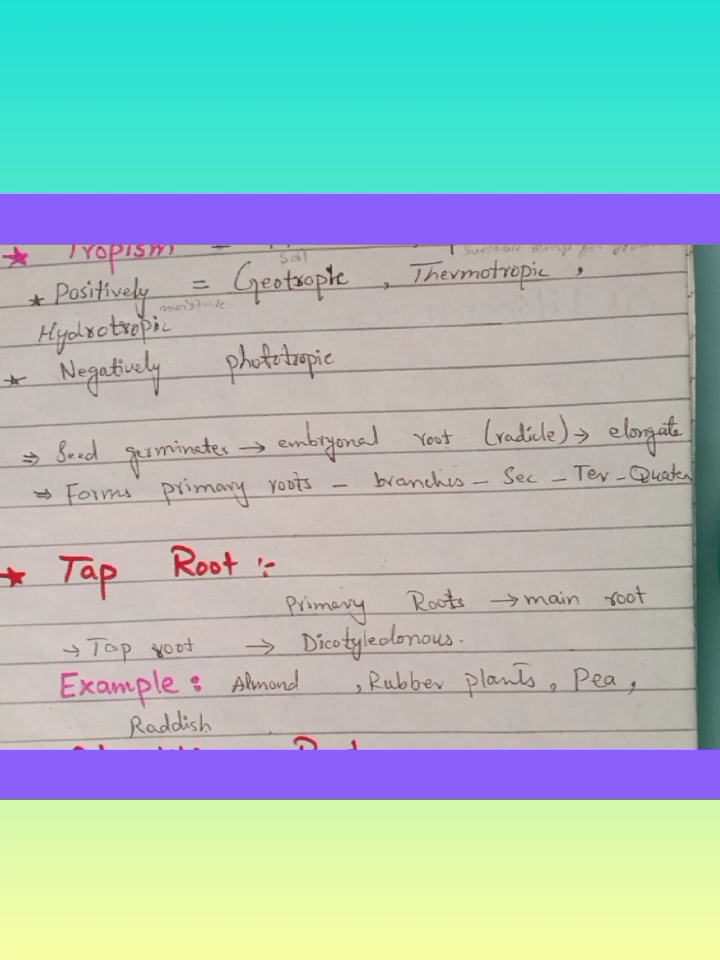 ★ Tropism =
Soil
★ Positively = Geotropic, Thermotropic,
moisture
Hydrotropic
★ Negatively phototropic
⇒ Seed germinates → embryonal root (radicle) → elongate
⇒ Forms primary roots - branches - Sec - Ter - Quater
★ Tap Root :-
Primary Roots → main root
→ Tap root → Dicotyledonous.
Example : Almond , Rubber plants, Pea,
Raddish